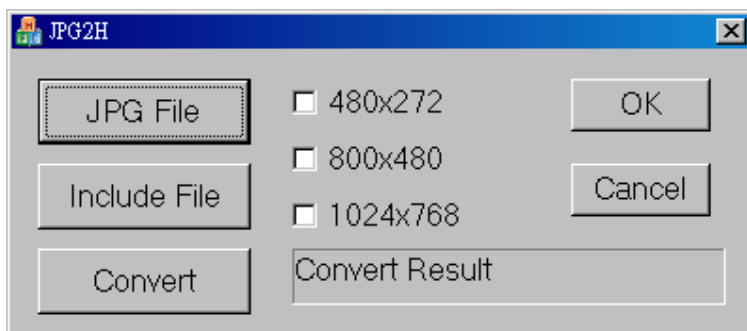 JPG2H
JPG File
480x272
OK
Include File
800x480
Cancel
1024x768
Convert
Convert Result